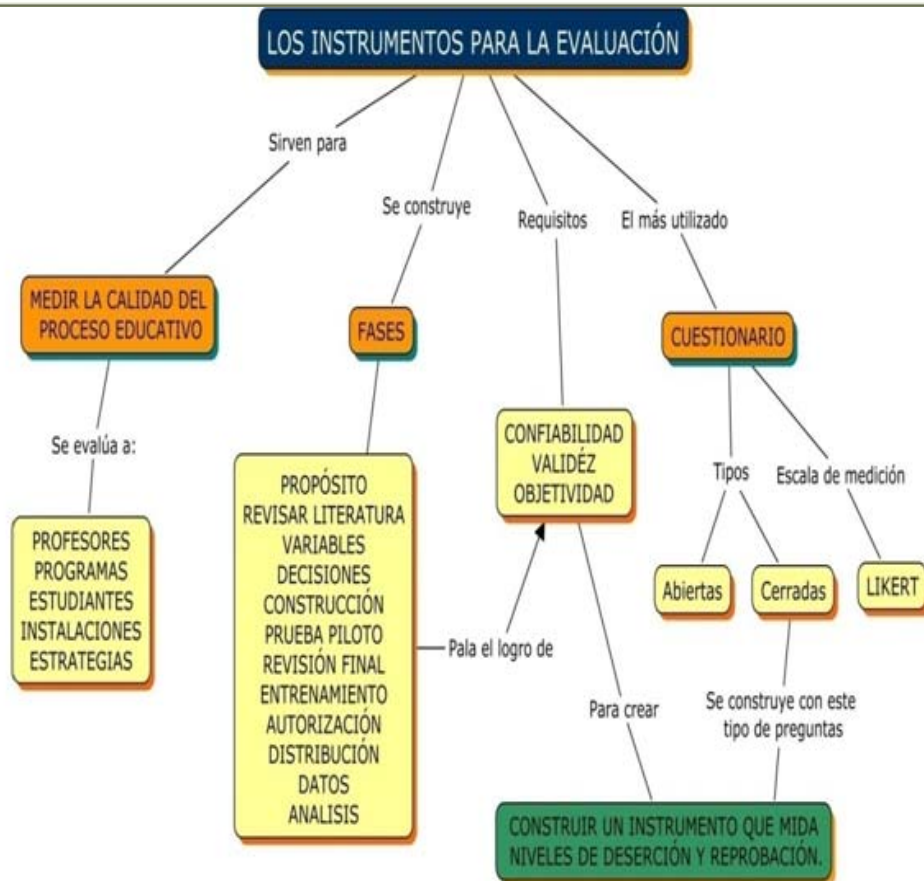 LOS INSTRUMENTOS PARA LA EVALUACIÓN
Sirven para
Se construye
Requisitos
El más utilizado
MEDIR LA CALIDAD DEL
PROCESO EDUCATIVO
FASES
CUESTIONARIO
Se evalúa a:
PROFESORES
PROGRAMAS
ESTUDIANTES
INSTALACIONES
ESTRATEGIAS
PROPÓSITO
REVISAR LITERATURA
VARIABLES
DECISIONES
CONSTRUCCIÓN
PRUEBA PILOTO
REVISIÓN FINAL
ENTRENAMIENTO
AUTORIZACIÓN
DISTRIBUCIÓN
DATOS
ANALISIS
Pala el logro de
CONFIABILIDAD
VALIDÉZ
OBJETIVIDAD
Para crear
Tipos
Escala de medición
Abiertas
Cerradas
LIKERT
Se construye con este
tipo de preguntas
CONSTRUIR UN INSTRUMENTO QUE MIDA
NIVELES DE DESERCIÓN Y REPROBACIÓN.